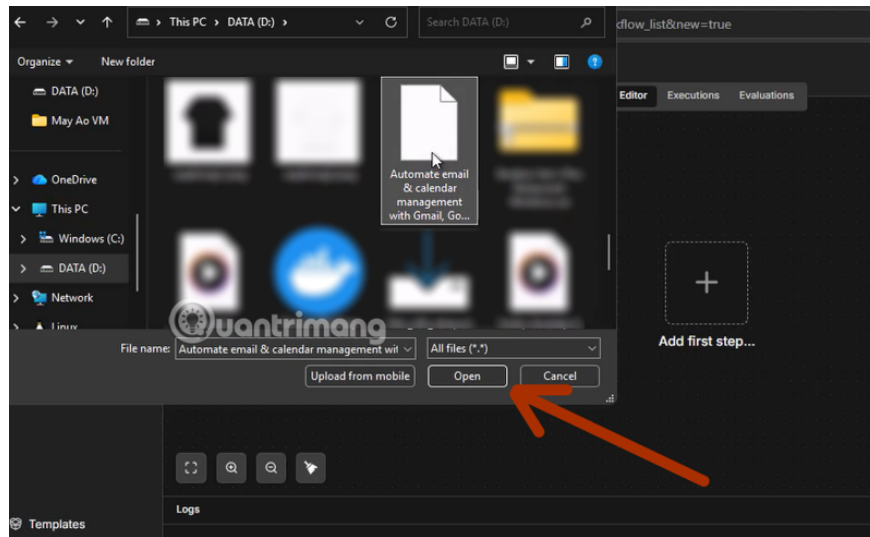 This PC > DATA (D:) >
Search DATA (D:)
dflow_list&new=true
Organize
New folder
DATA (D:)
May Ao VM
OneDrive
This PC
Windows (C:)
DATA (D:)
Network
Linux
Automate email
& calendar
management
with Gmail, Go...
Editor
Executions
Evaluations
Add first step...
Quantrimang
File name:
Automate email & calendar management wit
All files (*.*)
Upload from mobile
Open
Cancel
Logs
Templates